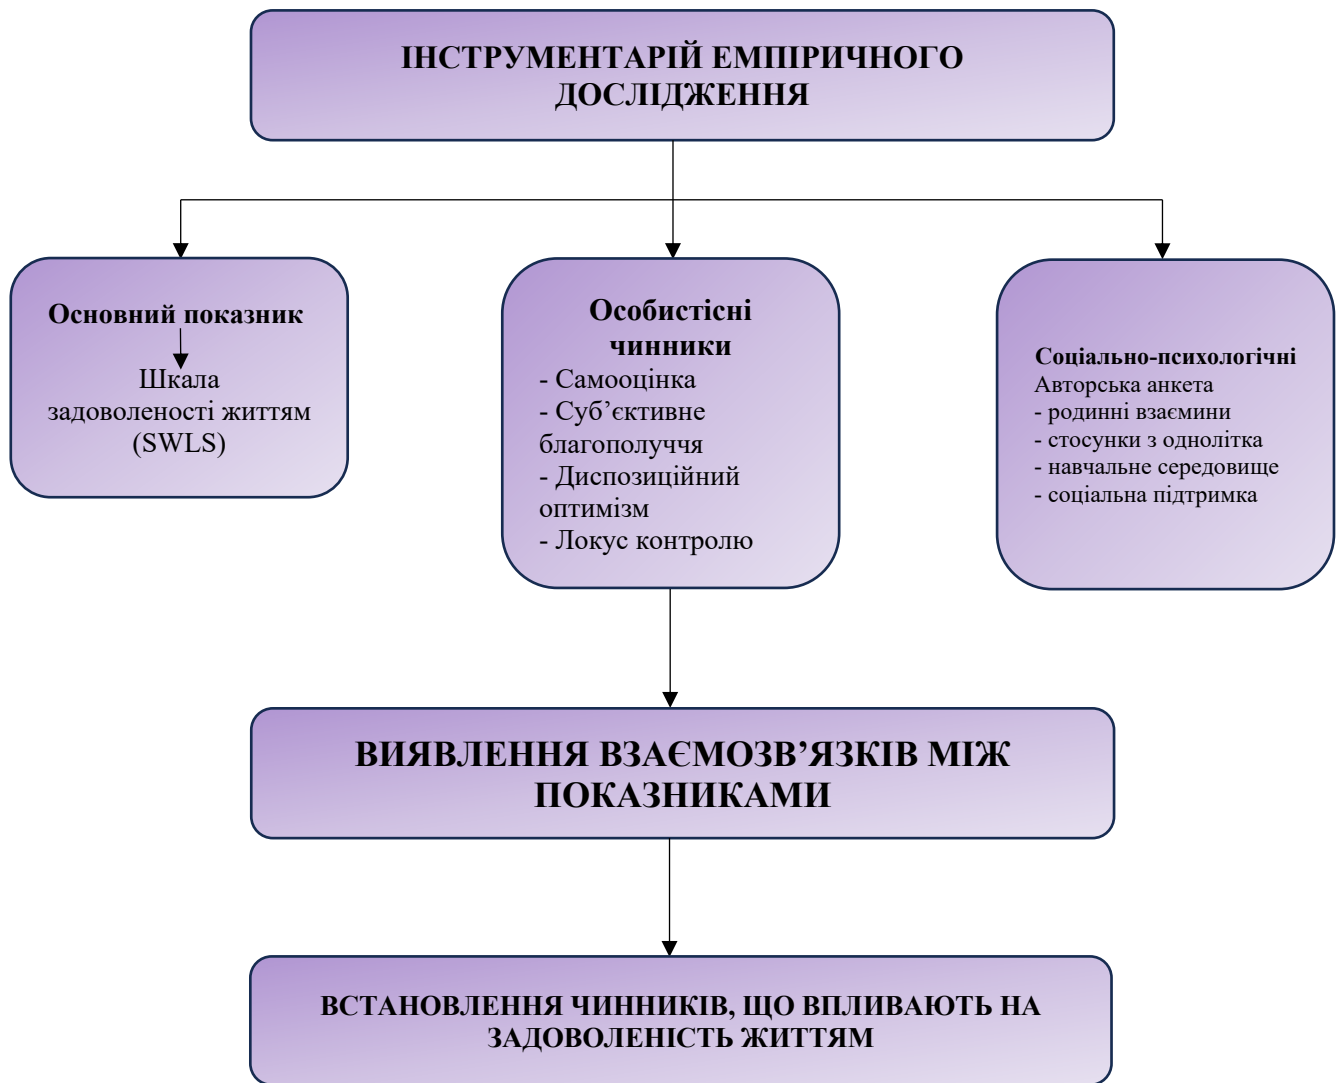 ІНСТРУМЕНТАРІЙ ЕМПІРИЧНОГО
ДОСЛІДЖЕННЯ
Основний показник
Шкала
задоволеності життям
(SWLS)
Особистісні
чинники
- Самооцінка
- Суб’єктивне
благополуччя
- Диспозиційний
оптимізм
- Локус контролю
Соціально-психологічні
Авторська анкета
- родинні взаємини
- стосунки з однолітка
- навчальне середовище
- соціальна підтримка
ВИЯВЛЕННЯ ВЗАЄМОЗВ’ЯЗКІВ МІЖ
ПОКАЗНИКАМИ
ВСТАНОВЛЕННЯ ЧИННИКІВ, ЩО ВПЛИВАЮТЬ НА
ЗАДОВОЛЕНІСТЬ ЖИТТЯМ